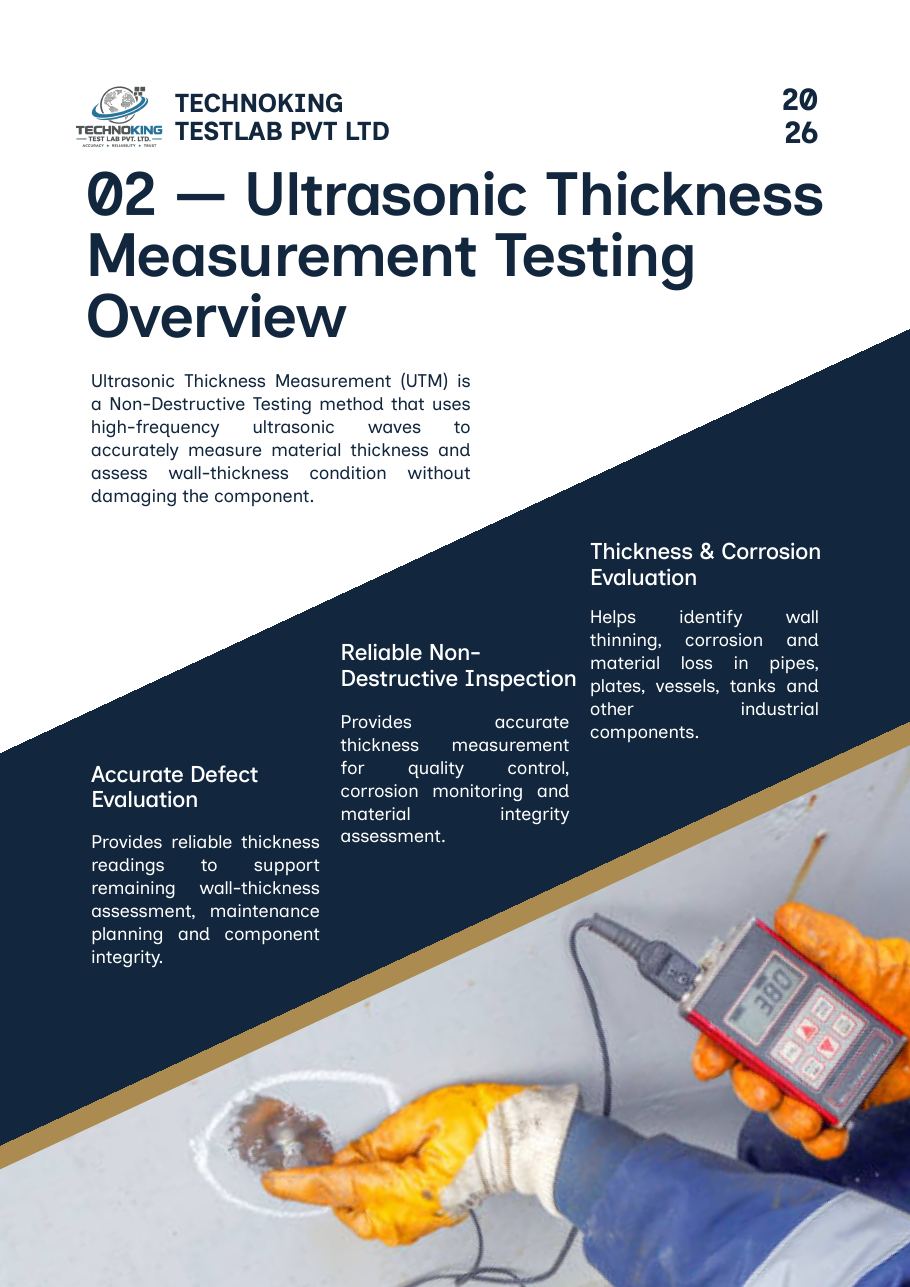 TECHNOKING
TEST LAB PVT. LTD.
ACCURACY • RELIABILITY • TRUST
TECHNOKING
TESTLAB PVT LTD
20
26
02 — Ultrasonic Thickness
Measurement Testing
Overview
Ultrasonic Thickness Measurement (UTM) is
a Non-Destructive Testing method that uses
high-frequency ultrasonic waves to
accurately measure material thickness and
assess wall-thickness condition without
damaging the component.
Accurate Defect
Evaluation
Provides reliable thickness
readings to support
remaining wall-thickness
assessment, maintenance
planning and component
integrity.
Reliable Non-
Destructive Inspection
Provides accurate
thickness measurement
for quality control,
corrosion monitoring and
material integrity
assessment.
Thickness & Corrosion
Evaluation
Helps identify wall
thinning, corrosion and
material loss in pipes,
plates, vessels, tanks and
other industrial
components.